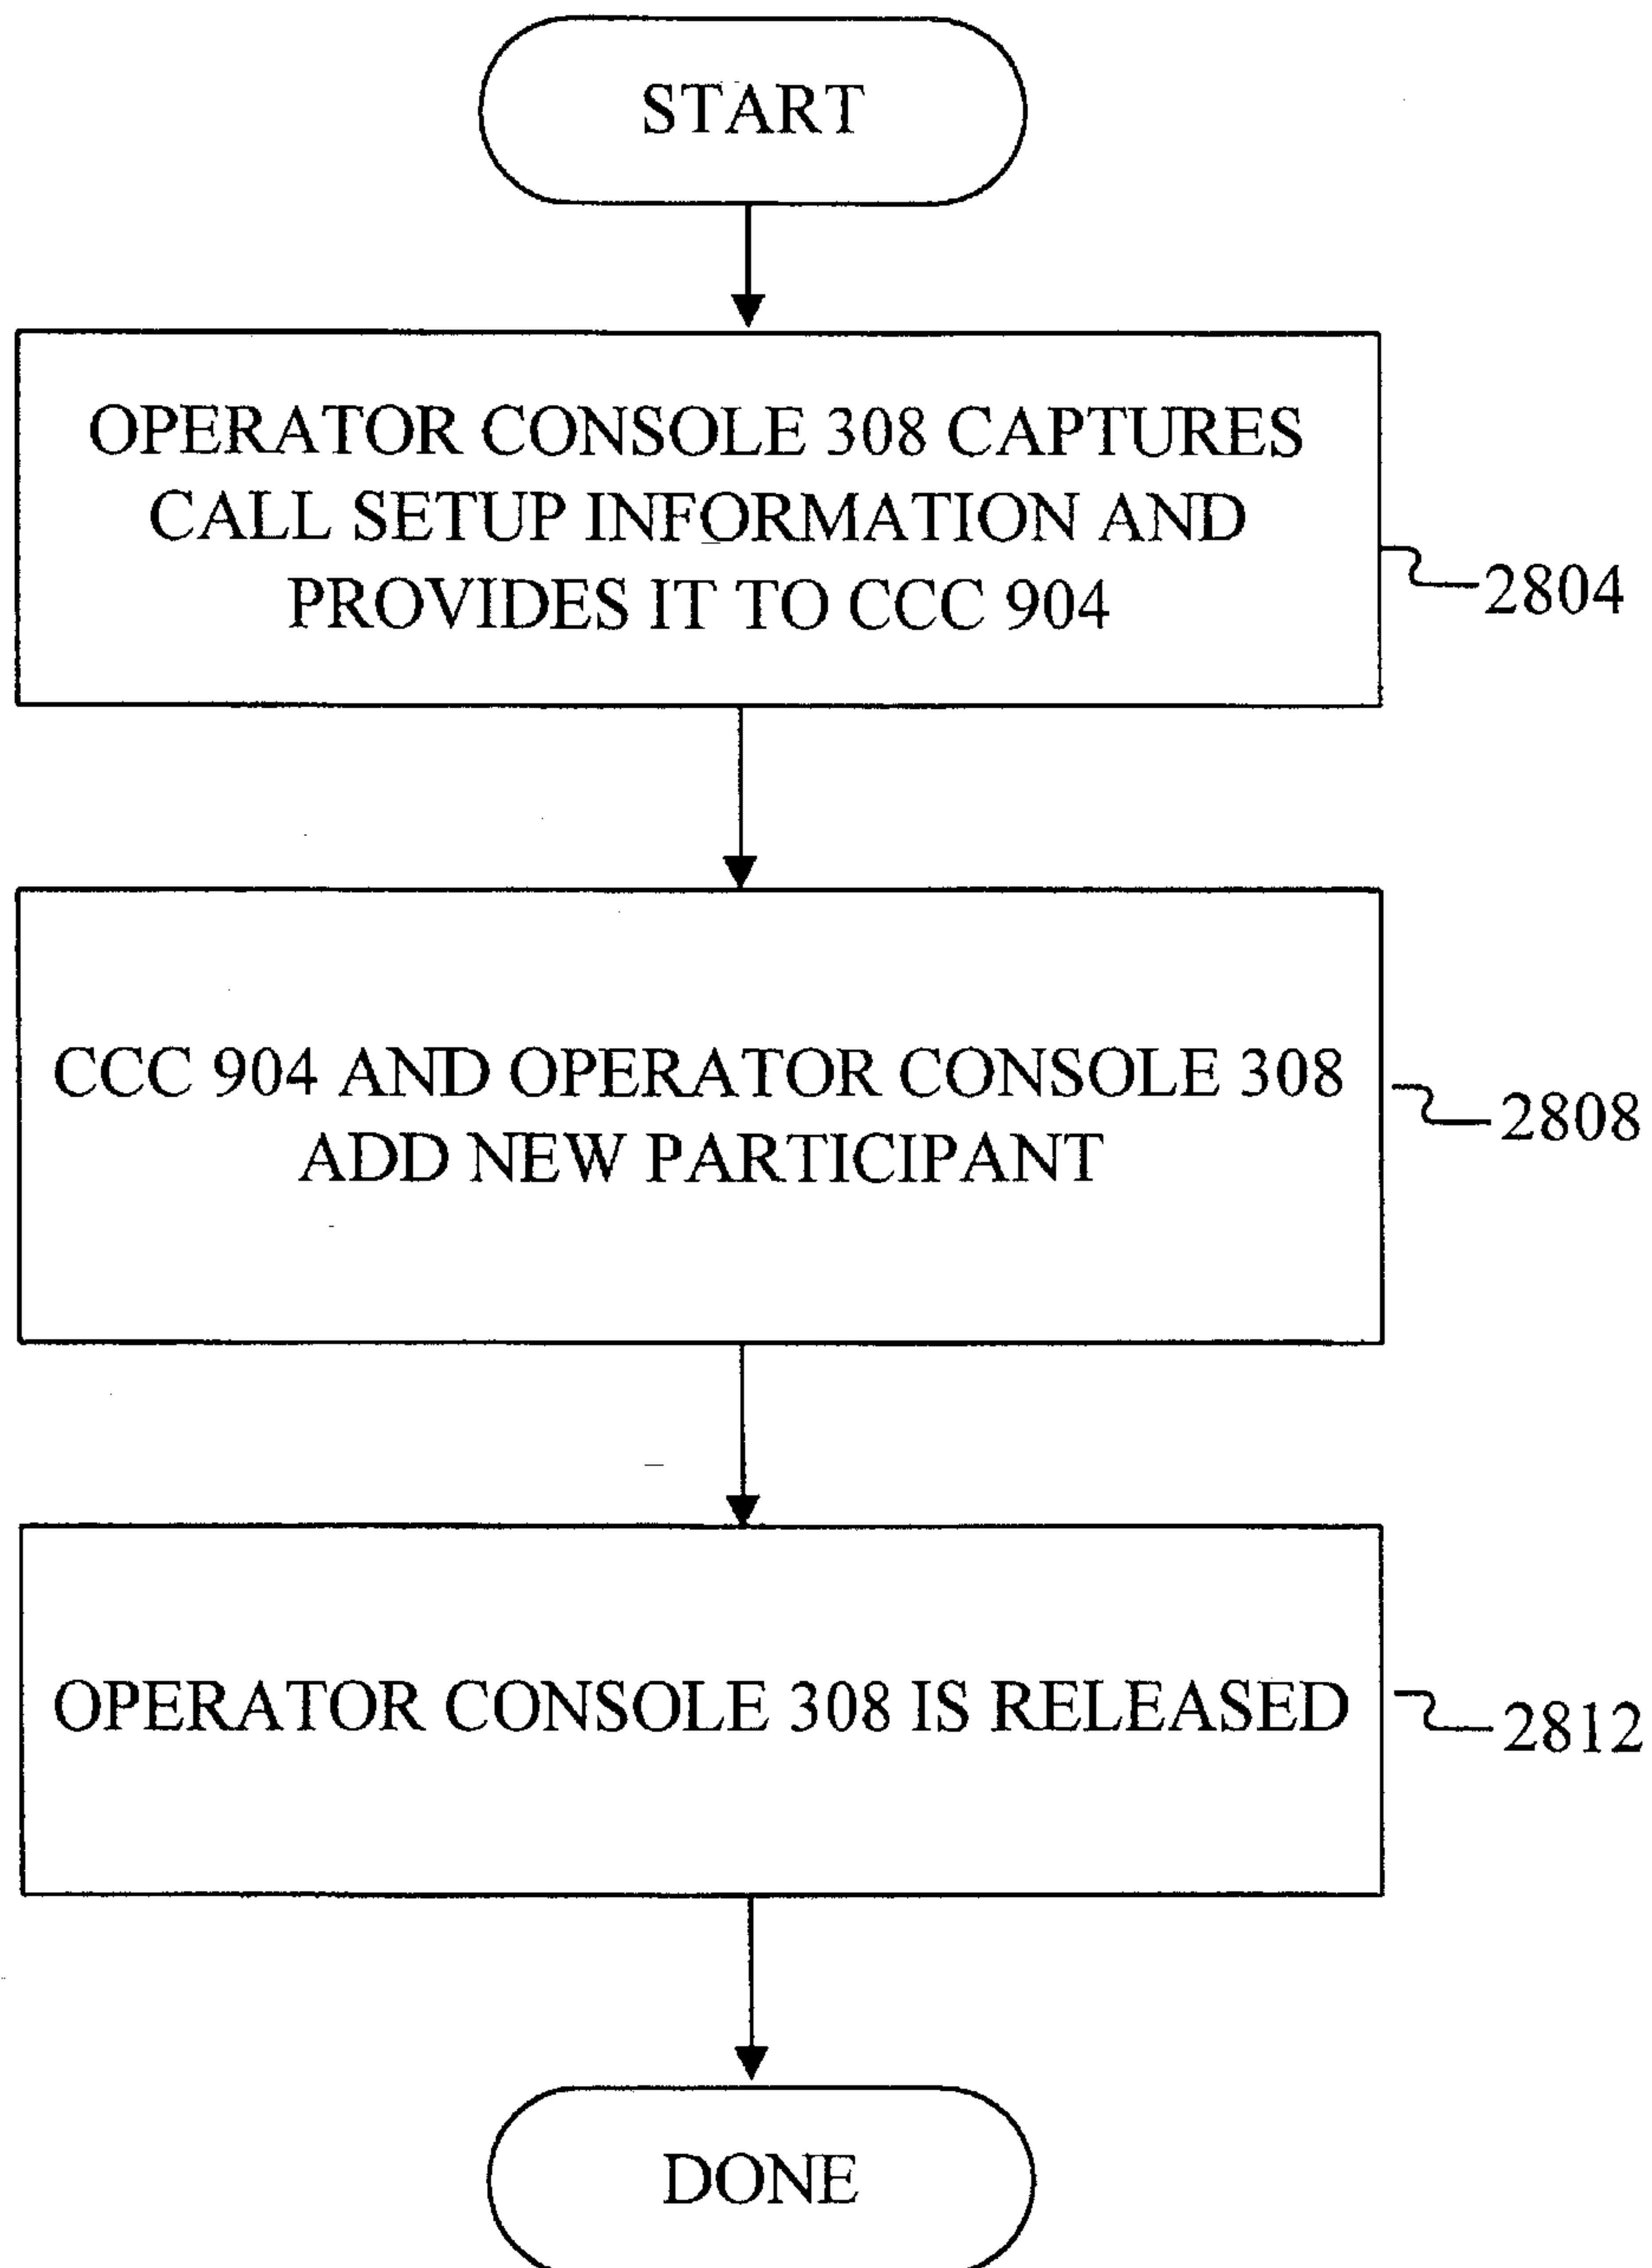 START
OPERATOR CONSOLE 308 CAPTURES
CALL SETUP INFORMATION AND
PROVIDES IT TO CCC 904
2804
CCC 904 AND OPERATOR CONSOLE 308
ADD NEW PARTICIPANT
2808
OPERATOR CONSOLE 308 IS RELEASED
2812
DONE